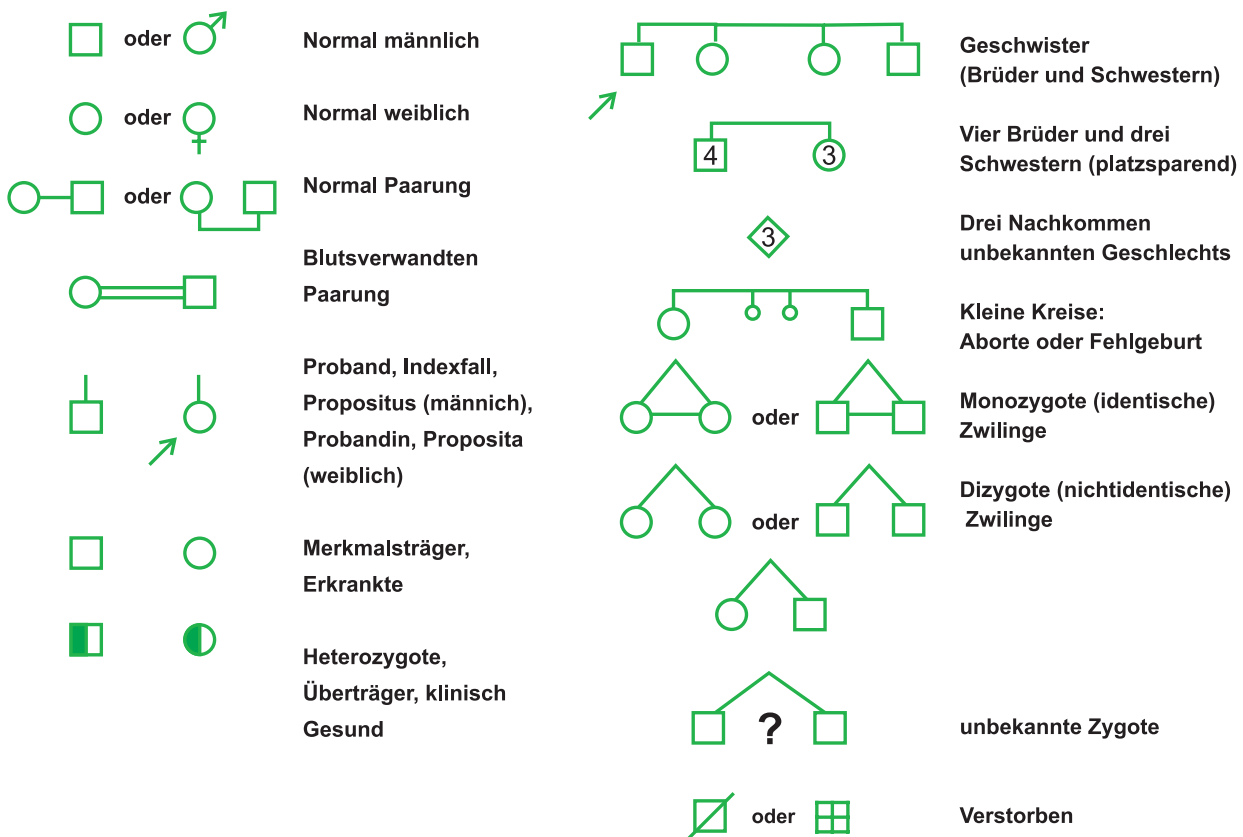 oder
Normal männlich
oder
Normal weiblich
oder
Normal Paarung
Blutsverwandten
Paarung
Proband, Indexfall,
Propositus (männich),
Probandin, Proposita
(weiblich)
Merkmalsträger,
Erkrankte
Heterozygote,
Überträger, klinisch
Gesund
Geschwister
(Brüder und Schwestern)
4 3
Vier Brüder und drei
Schwestern (platzsparend)
3
Drei Nachkommen
unbekannten Geschlechts
Kleine Kreise:
Aborte oder Fehlgeburt
oder
Monozygote (identische)
Zwilinge
oder
Dizygote (nichtidentische)
Zwilinge
?
unbekannte Zygote
oder
Verstorben